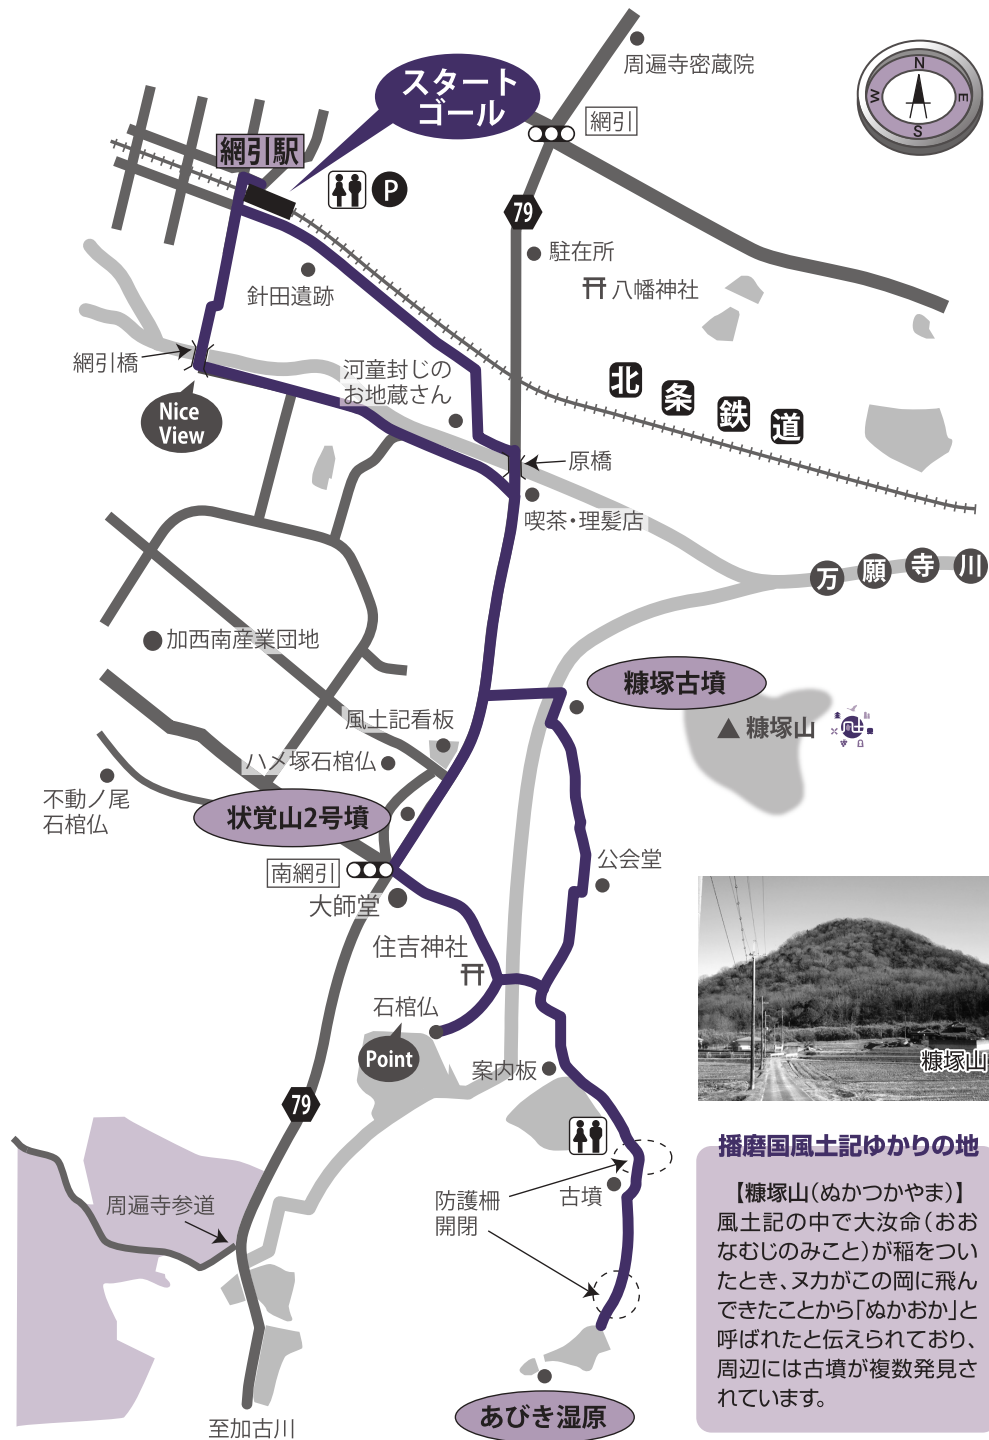 周遍寺密蔵院
スタート
ゴール
網引
N
W
E
S
網引駅
P
79
駐在所
八幡神社
針田遺跡
網引橋
河童封じの
お地蔵さん
北条鉄道
Nice
View
原橋
喫茶・理髪店
万願寺川
加西南産業団地
糠塚古墳
風土記看板
▲糠塚山
ハメ塚石棺仏
不動ノ尾
石棺仏
状覚山2号墳
南網引
公会堂
大師堂
住吉神社
石棺仏
Point
案内板
糠塚山
79
播磨国風土記ゆかりの地
【糠塚山(ぬかつかやま)】
風土記の中で大汝命(おお
なむじのみこと)が稲をつい
たとき、ヌカがこの岡に飛ん
できたことから「ぬかおか」と
呼ばれたと伝えられており、
周辺には古墳が複数発見さ
れています。
防護柵
開閉
古墳
周遍寺参道
あびき湿原
至加古川